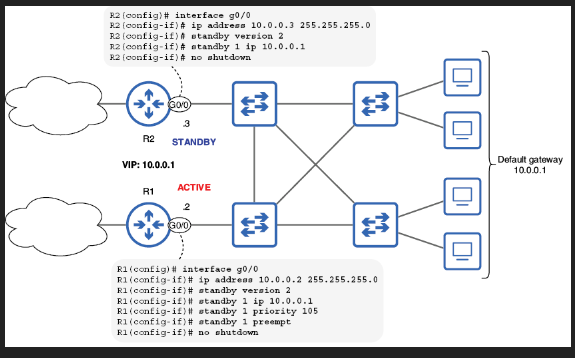 R2(config)# interface g0/0
R2(config-if)# ip address 10.0.0.3 255.255.255.0
R2(config-if)# standby version 2
R2(config-if)# standby 1 ip 10.0.0.1
R2(config-if)# no shutdown
G0/0
.3
R2
STANDBY
VIP: 10.0.0.1
Default gateway
10.0.0.1
R1
ACTIVE
.2
G0/0
R1(config)# interface g0/0
R1(config-if)# ip address 10.0.0.2 255.255.255.0
R1(config-if)# standby version 2
R1(config-if)# standby 1 ip 10.0.0.1
R1(config-if)# standby 1 priority 105
R1(config-if)# standby 1 preempt
R1(config-if)# no shutdown